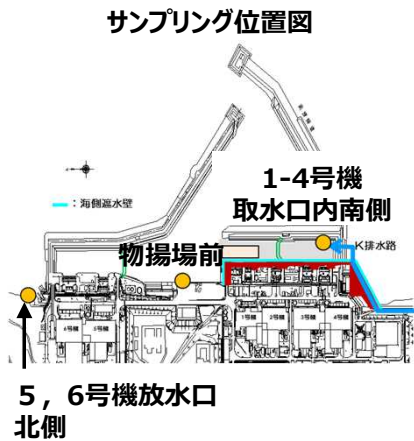 サンプリング位置図
：海側遮水壁
1-4号機
取水口内南側
K排水路
物揚場前
6号機
5号機
1号機
2号機
3号機
4号機
5，6号機放水口
北側